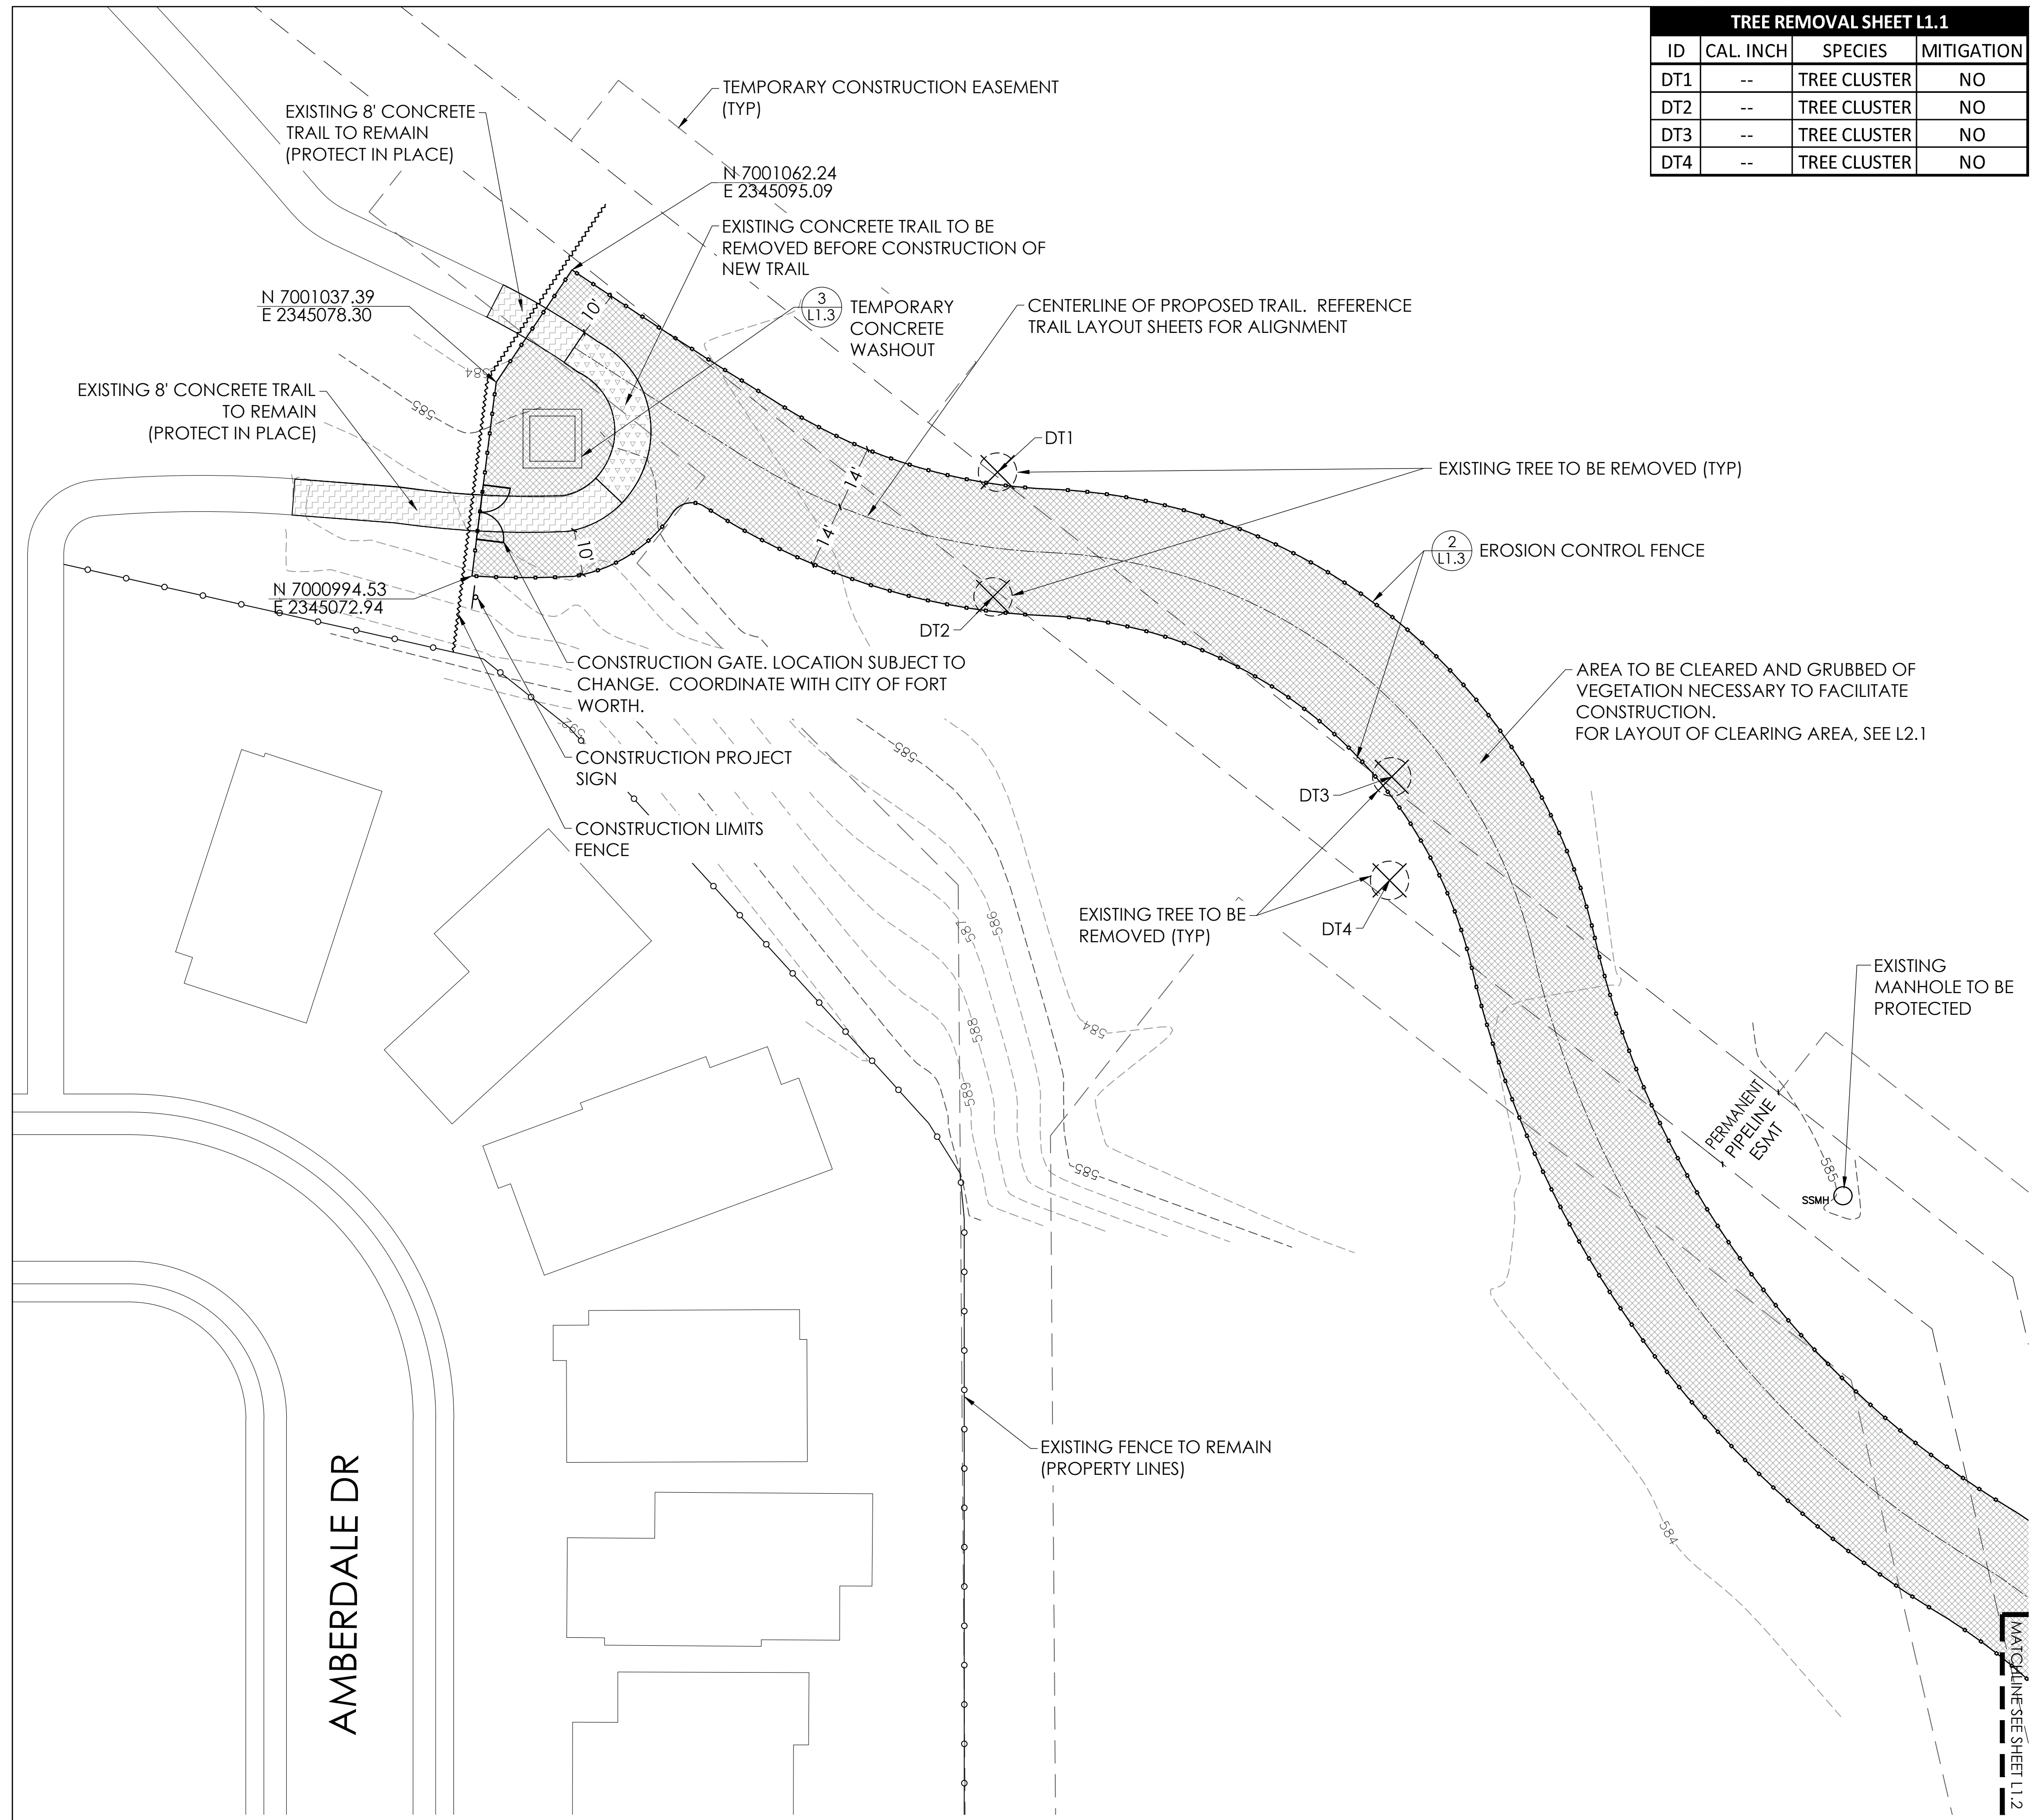 TREE REMOVAL SHEET L1.1
ID CAL. INCH SPECIES MITIGATION
DT1 -- TREE CLUSTER NO
DT2 -- TREE CLUSTER NO
DT3 -- TREE CLUSTER NO
DT4 -- TREE CLUSTER NO
TEMPORARY CONSTRUCTION EASEMENT
(TYP)
EXISTING 8' CONCRETE
TRAIL TO REMAIN
(PROTECT IN PLACE)
N 7001062.24
E 2345095.09
EXISTING CONCRETE TRAIL TO BE
REMOVED BEFORE CONSTRUCTION OF
NEW TRAIL
N 7001037.39
E 2345078.30
10'
3
L1.3
TEMPORARY
CONCRETE
WASHOUT
CENTERLINE OF PROPOSED TRAIL. REFERENCE
TRAIL LAYOUT SHEETS FOR ALIGNMENT
584
585
EXISTING 8' CONCRETE TRAIL
TO REMAIN
(PROTECT IN PLACE)
DT1
EXISTING TREE TO BE REMOVED (TYP)
14'
14'
10'
2
L1.3
EROSION CONTROL FENCE
N 7000994.53
E 2345072.94
DT2
CONSTRUCTION GATE. LOCATION SUBJECT TO
CHANGE. COORDINATE WITH CITY OF FORT
WORTH.
AREA TO BE CLEARED AND GRUBBED OF
VEGETATION NECESSARY TO FACILITATE
CONSTRUCTION.
FOR LAYOUT OF CLEARING AREA, SEE L2.1
585
CONSTRUCTION PROJECT
SIGN
DT3
CONSTRUCTION LIMITS
FENCE
EXISTING TREE TO BE
REMOVED (TYP)
DT4
587
586
EXISTING
MANHOLE TO BE
PROTECTED
588
584
589
585
PERMANENT
PIPELINE
ESMT
585
SSMH
EXISTING FENCE TO REMAIN
(PROPERTY LINES)
584
AMBERDALE DR
MATCHLINE SEE SHEET L1.2